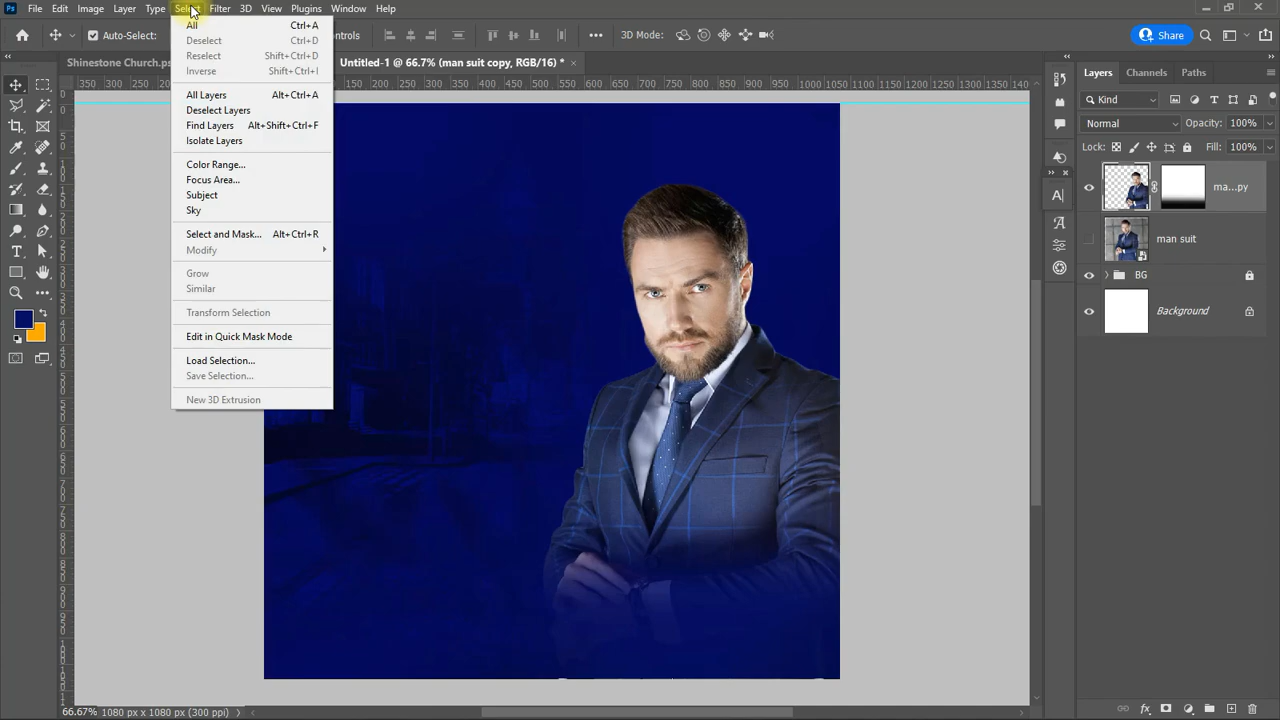 Ps File Edit Image Layer Type Select Filter 3D View Plugins Window Help
Auto-Select: 3D Mode: Share
Shinestone Church.ps Untitled-1 @ 66.7% (man suit copy, RGB/16) *
All Ctrl+A
Deselect Ctrl+D
Reselect Shift+Ctrl+D
Inverse Shift+Ctrl+I
All Layers Alt+Ctrl+A
Deselect Layers
Find Layers Alt+Shift+Ctrl+F
Isolate Layers
Color Range...
Focus Area...
Subject
Sky
Select and Mask... Alt+Ctrl+R
Modify
Grow
Similar
Transform Selection
Edit in Quick Mask Mode
Load Selection...
Save Selection...
New 3D Extrusion
350 300 250 350 400 450 500 550 600 650 700 750 800 850 900 950 1000 1050 1100 1150 1200 1250 1300 1350 140
Layers Channels Paths
Kind
Normal Opacity: 100%
Lock: Fill: 100%
ma...py
man suit
BG
Background
66.67% 1080 px x 1080 px (300 ppi)